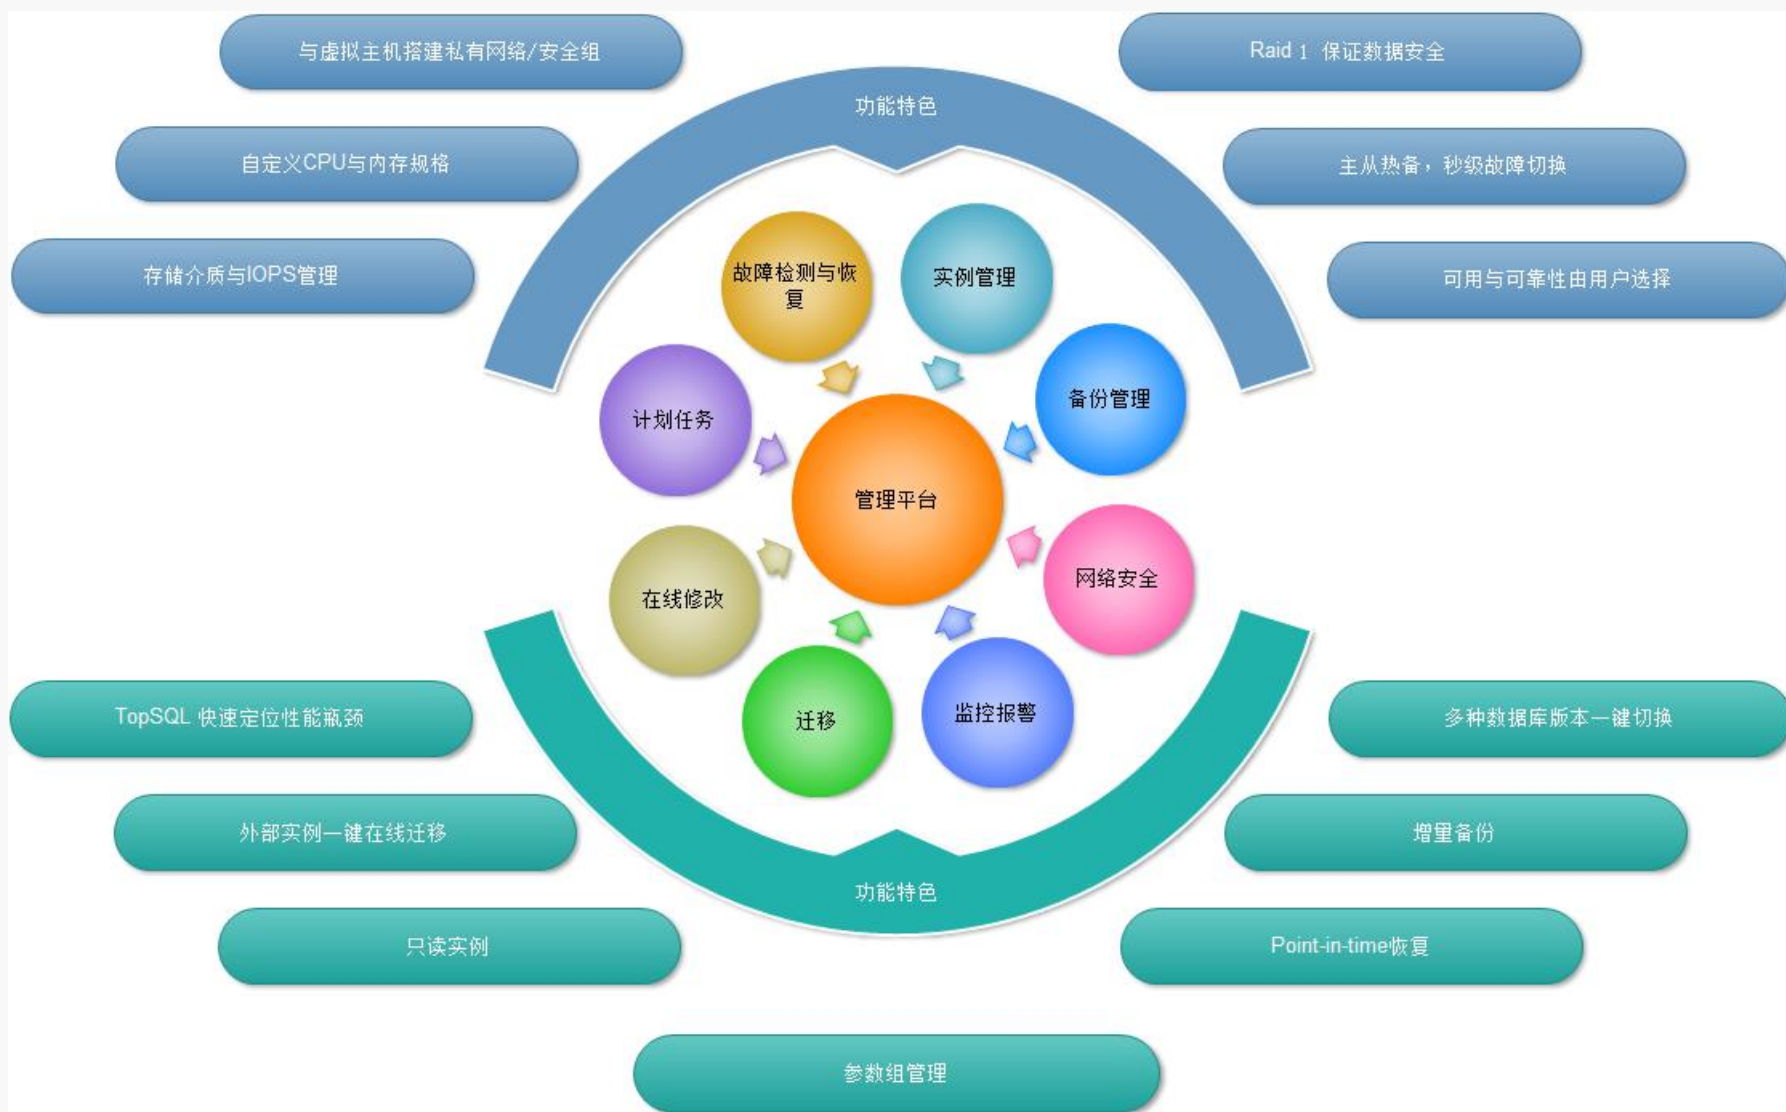 与虚拟主机搭建私有网络/安全组
Raid 1 保证数据安全
功能特色
自定义CPU与内存规格
主从热备，秒级故障切换
存储介质与IOPS管理
可用与可靠性由用户选择
故障检测与恢
复
实例管理
备份管理
计划任务
管理平台
网络安全
在线修改
迁移
监控报警
TopSQL 快速定位性能瓶颈
多种数据库版本一键切换
外部实例一键在线迁移
增量备份
功能特色
只读实例
Point-in-time恢复
参数组管理